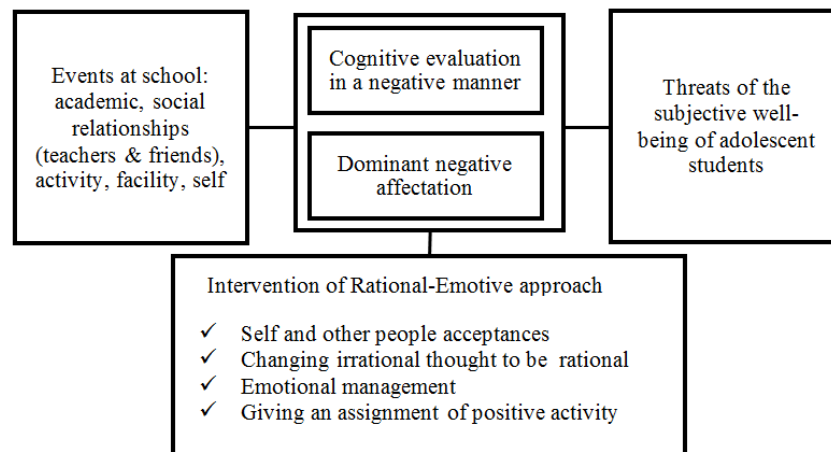 Events at school:
academic, social
relationships
(teachers & friends),
activity, facility, self
Cognitive evaluation
in a negative manner
Dominant negative
affectation
Threats of the
subjective well-
being of adolescent
students
Intervention of Rational-Emotive approach
✓ Self and other people acceptances
✓ Changing irrational thought to be rational
✓ Emotional management
✓ Giving an assignment of positive activity